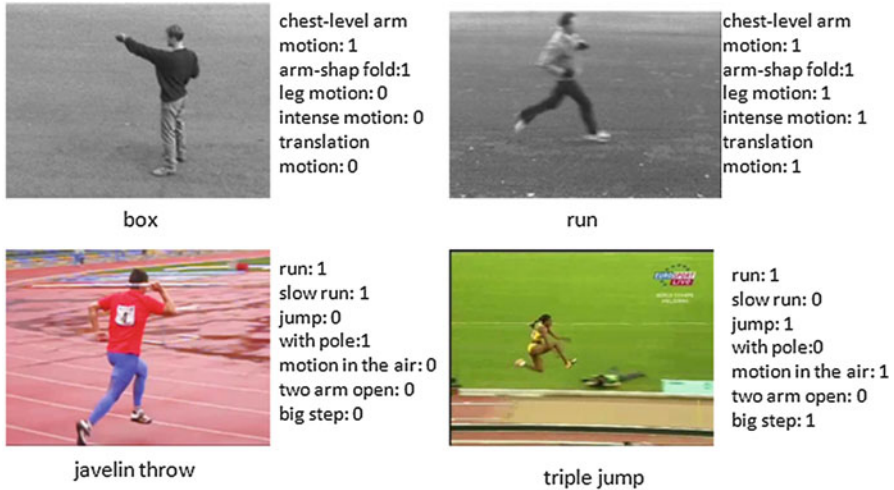 chest-level arm
motion: 1
arm-shap fold:1
leg motion: 0
intense motion: 0
translation
motion: 0
box
chest-level arm
motion: 1
arm-shap fold:1
leg motion: 1
intense motion: 1
translation
motion: 1
run
run: 1
slow run: 1
jump: 0
with pole:1
motion in the air: 0
two arm open: 0
big step: 0
javelin throw
EUROSPORT
LIVE
run: 1
slow run: 0
jump: 1
with pole:0
motion in the air: 1
two arm open: 0
big step: 1
triple jump